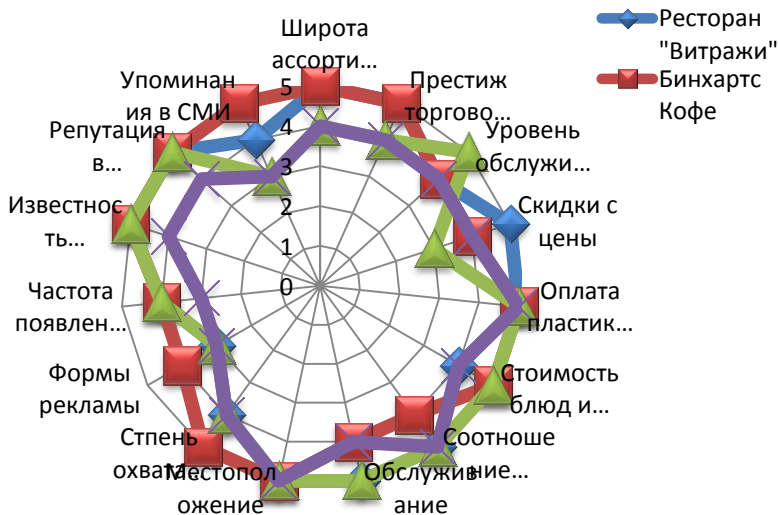 Широта
ассорти…
Престиж
торгово…
Уровень
обслужи…
Скидки с
цены
Оплата
пластик…
Стоимость
блюд и…
Соотноше
ние…
Обслужив
ание
Местопол
ожение
Стпень
охвата…
Формы
рекламы
Частота
появлен…
Известнос
ть…
Репутация
в…
Упоминан
ия в СМИ
5
4
3
2
1
0
Ресторан
"Витражи"
Бинхартс
Кофе